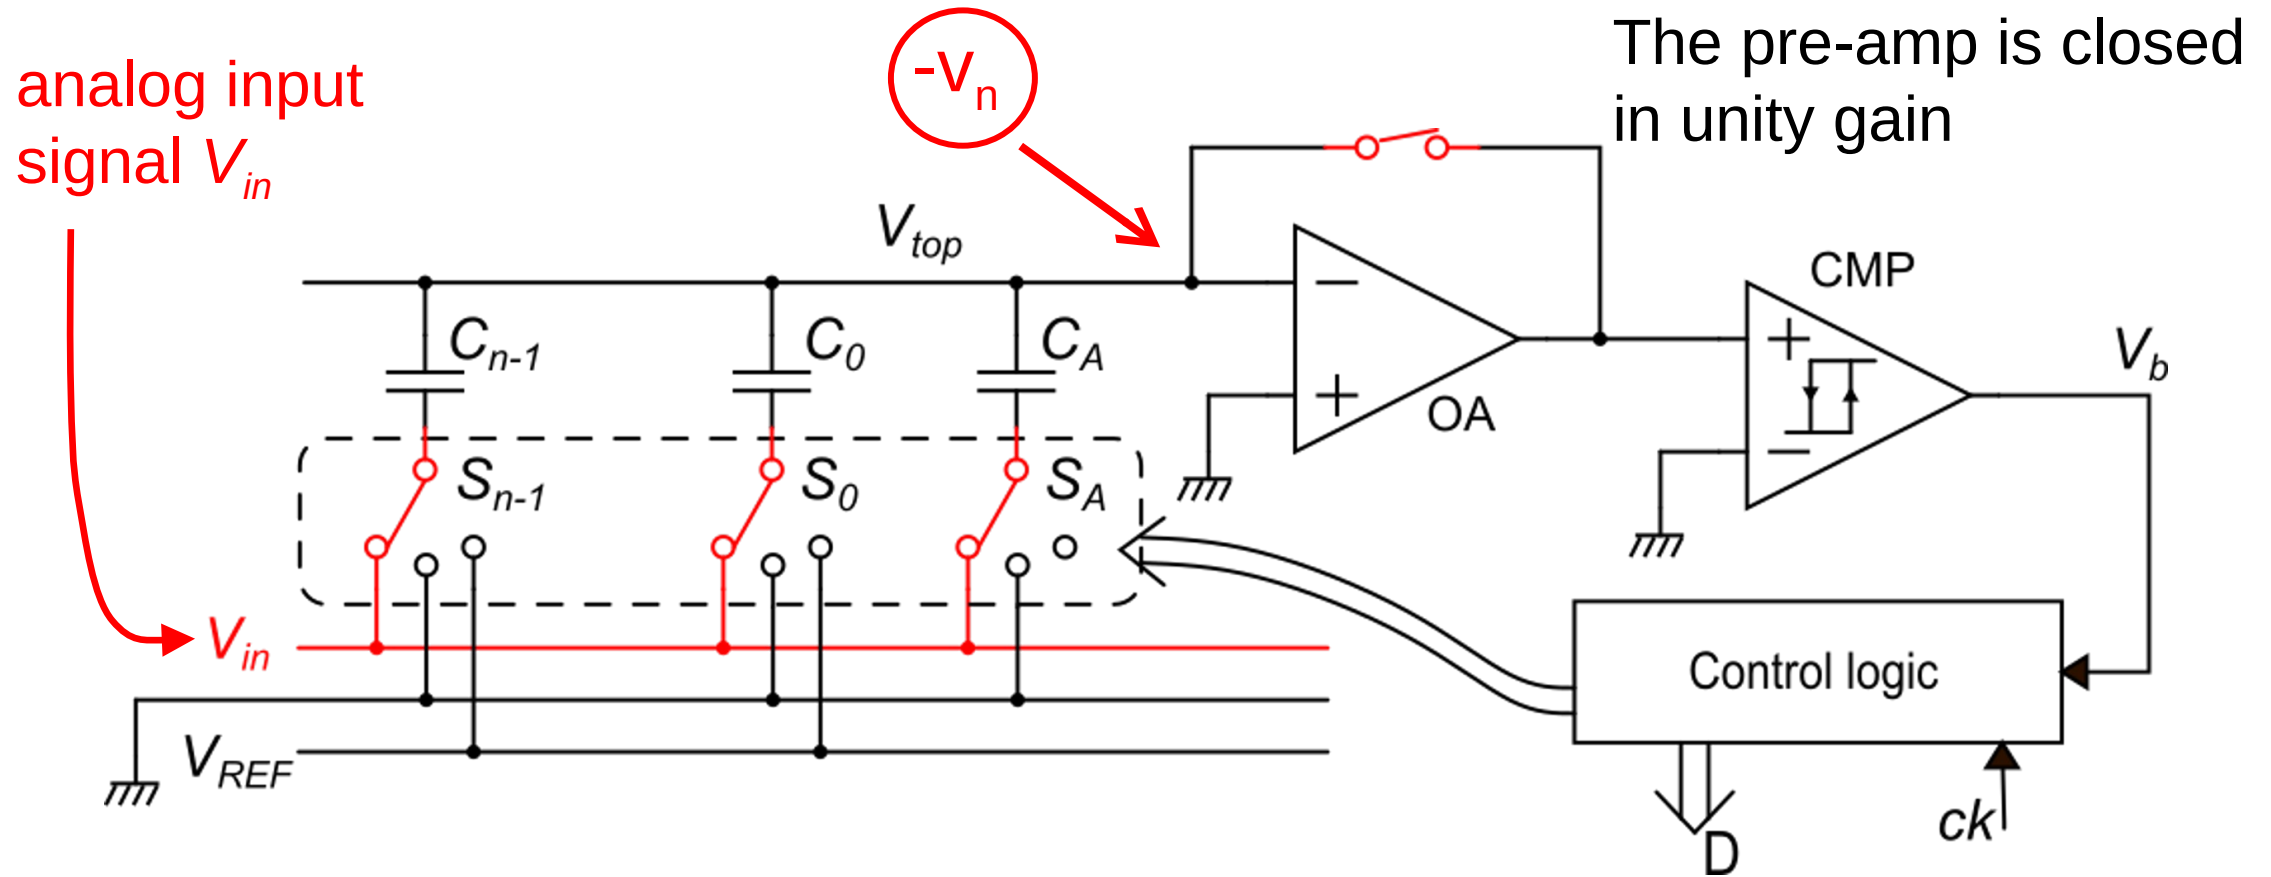 analog input
signal Vin
-vn
The pre-amp is closed
in unity gain
Vtop
CMP
Cn-1
C0
CA
+
−
Vb
−
+
OA
Sn-1
S0
SA
Vin
Control logic
VREF
ck
D